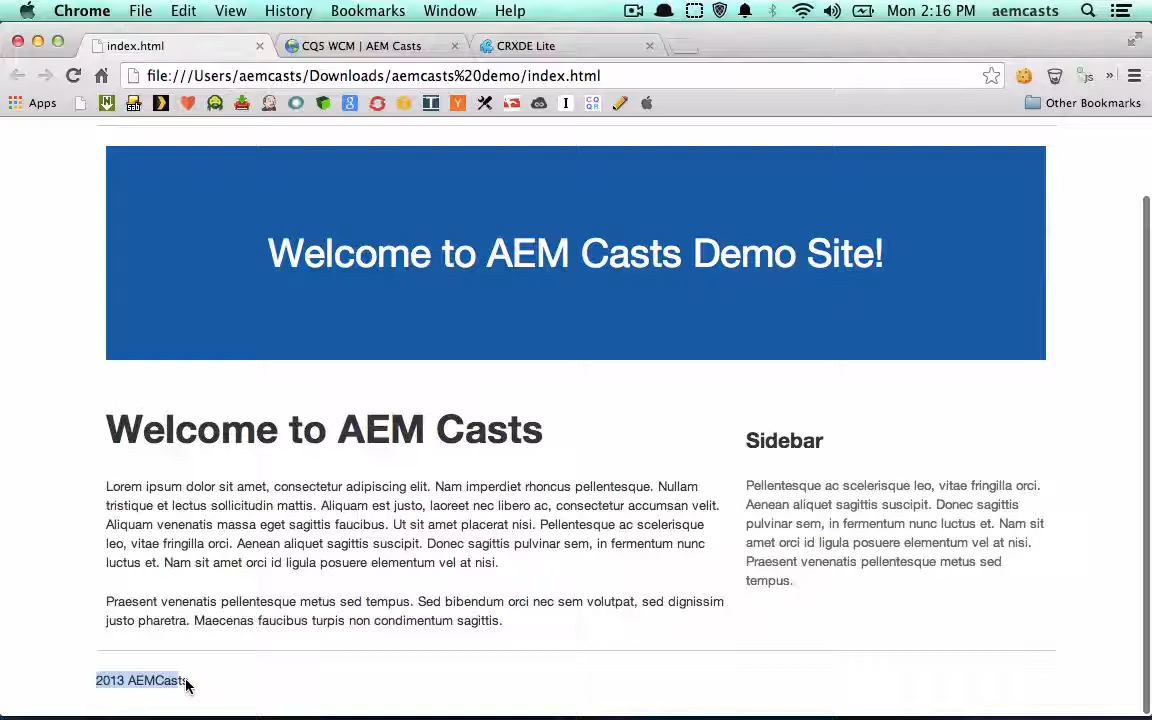 Chrome File Edit View History Bookmarks Window Help Mon 2:16 PM aemcasts
index.html CQ5 WCM | AEM Casts CRXDE Lite
file:///Users/aemcasts/Downloads/aemcasts%20demo/index.html
Apps Other Bookmarks
Welcome to AEM Casts Demo Site!
Welcome to AEM Casts
Lorem ipsum dolor sit amet, consectetur adipiscing elit. Nam imperdiet rhoncus pellentesque. Nullam
tristique et lectus sollicitudin mattis. Aliquam est justo, laoreet nec libero ac, consectetur accumsan velit.
Aliquam venenatis massa eget sagittis faucibus. Ut sit amet placerat nisi. Pellentesque ac scelerisque
leo, vitae fringilla orci. Aenean aliquet sagittis suscipit. Donec sagittis pulvinar sem, in fermentum nunc
luctus et. Nam sit amet orci id ligula posuere elementum vel at nisi.
Praesent venenatis pellentesque metus sed tempus. Sed bibendum orci nec sem volutpat, sed dignissim
justo pharetra. Maecenas faucibus turpis non condimentum sagittis.
Sidebar
Pellentesque ac scelerisque leo, vitae fringilla orci.
Aenean aliquet sagittis suscipit. Donec sagittis
pulvinar sem, in fermentum nunc luctus et. Nam sit
amet orci id ligula posuere elementum vel at nisi.
Praesent venenatis pellentesque metus sed
tempus.
2013 AEMCasts